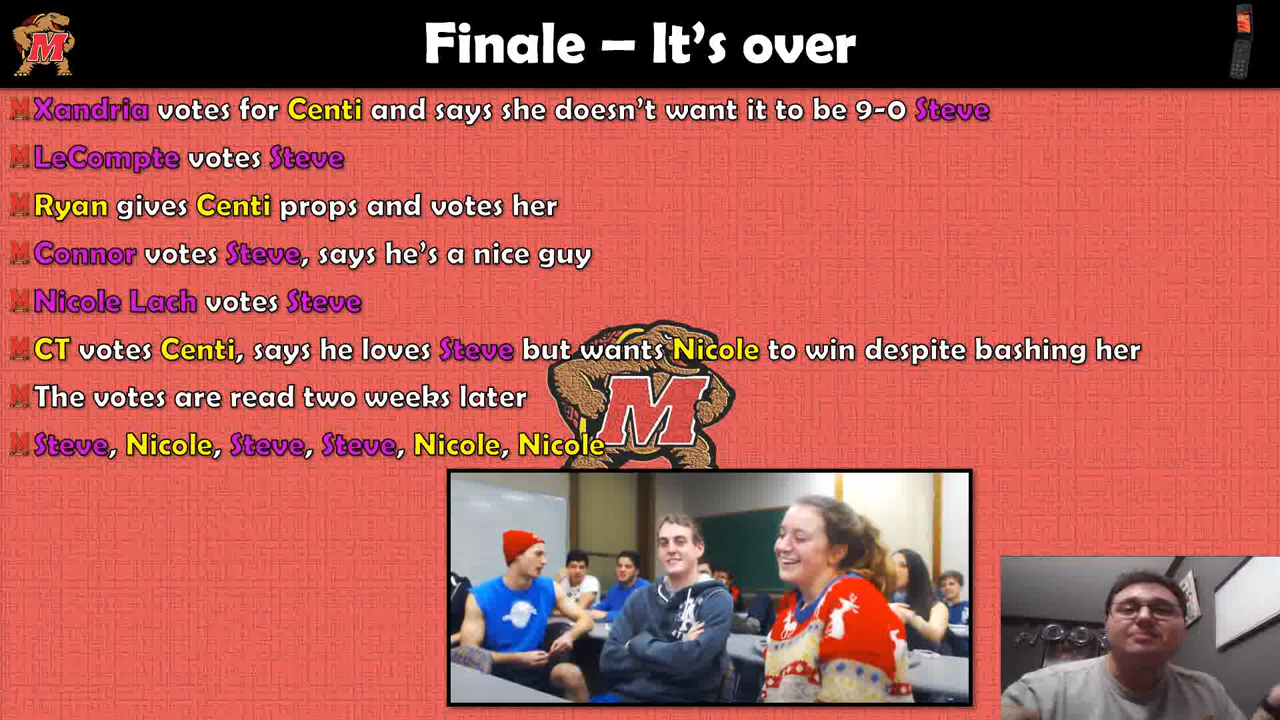 Finale – It's over
Xandria votes for Centi and says she doesn't want it to be 9-0 Steve
LeCompte votes Steve
Ryan gives Centi props and votes her
Connor votes Steve, says he's a nice guy
Nicole Lach votes Steve
CT votes Centi, says he loves Steve but wants Nicole to win despite bashing her
The votes are read two weeks later
Steve, Nicole, Steve, Steve, Nicole, Nicole
M
M